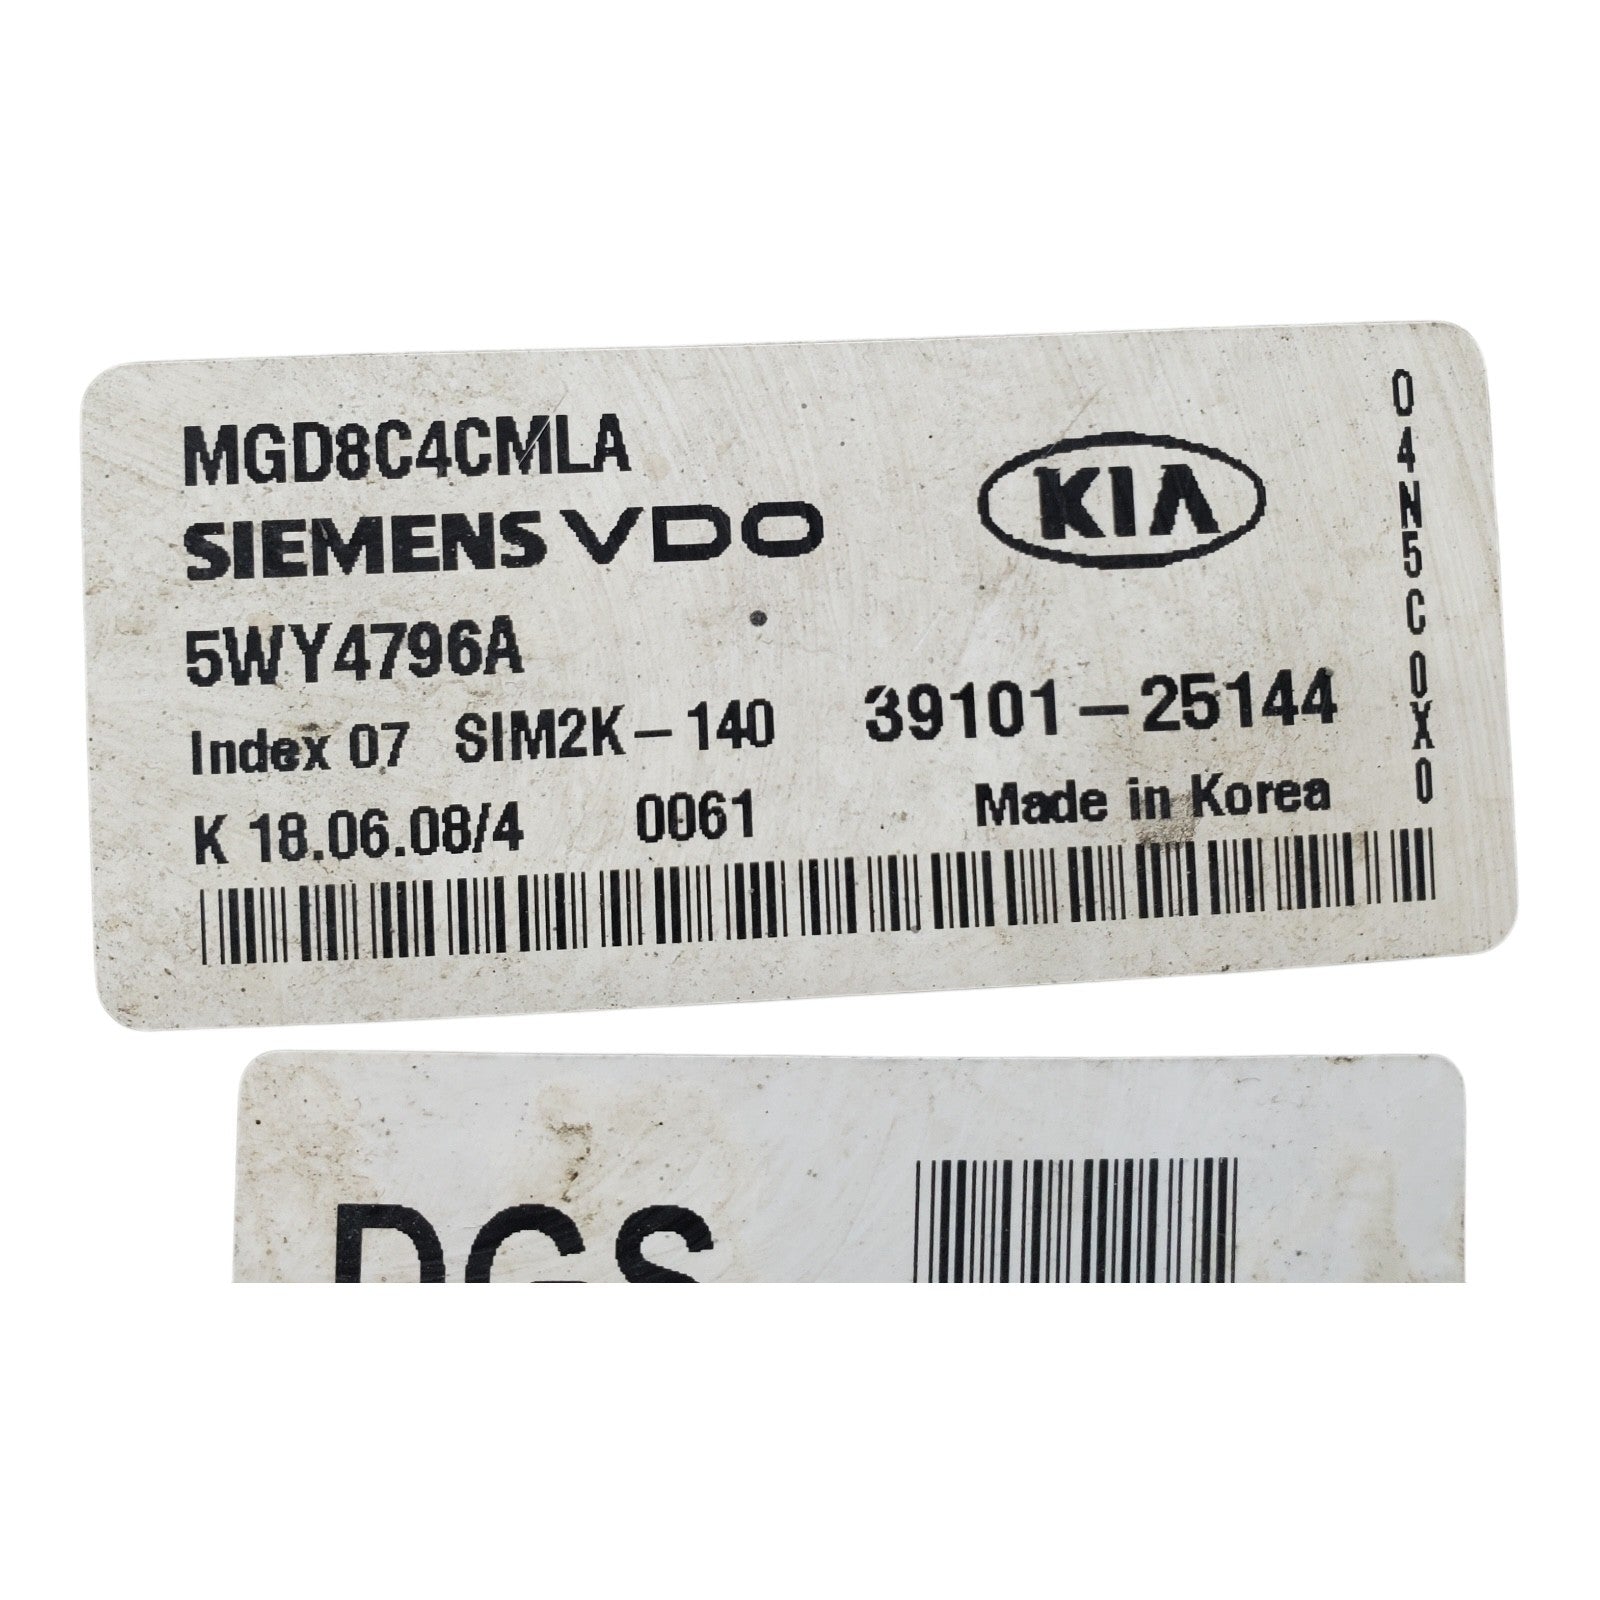 MGD8C4CMLA
SIEMENS VDO
KIA
5WY4796A
Index 07 SIM2K-140 39101-25144
K 18.06.08/4 0061 Made in Korea
04N5C0X0
DGS